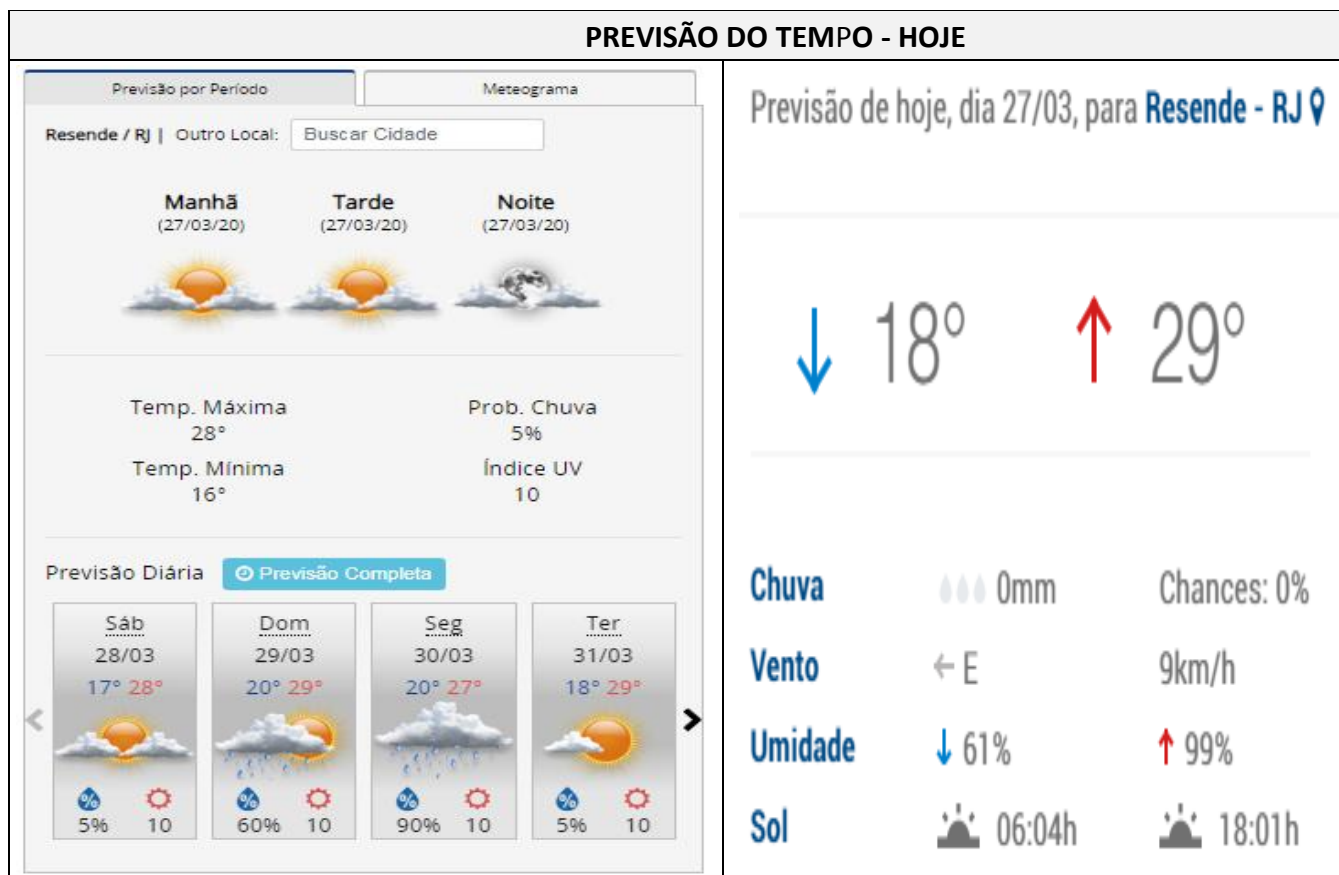 PREVISÃO DO TEMPO - HOJE
Previsão por Período Meteograma
Resende / RJ | Outro Local: Buscar Cidade
Manhã Tarde Noite
(27/03/20) (27/03/20) (27/03/20)
Temp. Máxima Prob. Chuva
28° 5%
Temp. Mínima Índice UV
16° 10
Previsão Diária Previsão Completa
Sáb Dom Seg Ter
28/03 29/03 30/03 31/03
17° 28° 20° 29° 20° 27° 18° 29°
% % % %
5% 10 60% 10 90% 10 5% 10
Previsão de hoje, dia 27/03, para Resende - RJ
↓ 18° ↑ 29°
Chuva 0mm Chances: 0%
Vento ← E 9km/h
Umidade ↓ 61% ↑ 99%
Sol 06:04h 18:01h